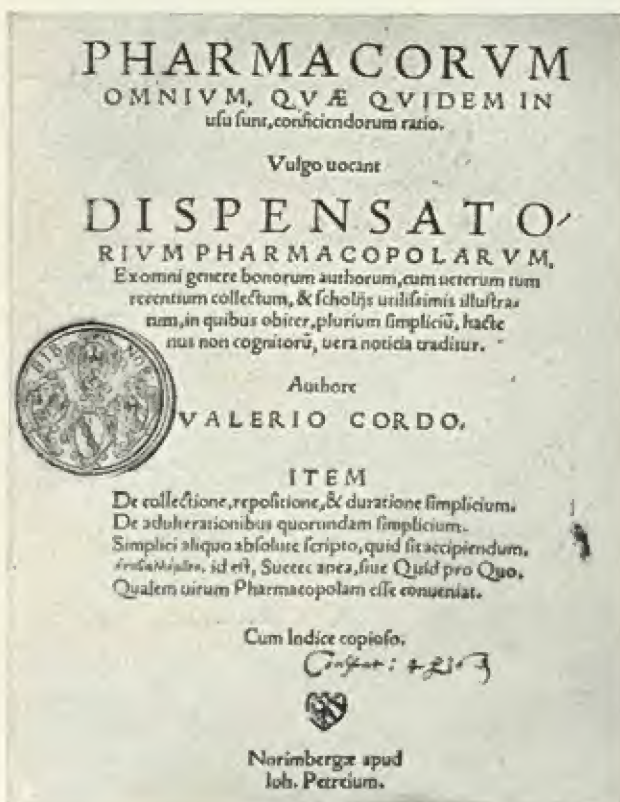 PHARMACORVM
OMNIVM, QVÆ QVIDEM IN
uſu ſunt, conficiendorum ratio.
Vulgo uocant
DISPENSATO-
RIVM PHARMACOPOLARVM,
Ex omni genere bonorum authorum, cum ueterum tum
recentium collectum, & ſcholijs utiliſsimis illuſtra-
tum, in quibus obiter, plurium ſimpliciũ, hacte
nus non cognitorũ, uera noticia traditur.
BIB NOR
Authore
VALERIO CORDO.
ITEM
De collectione, repoſitione, & duratione ſimplicium.
De adulterationibus quorundam ſimplicium.
Simplici aliquo abſolute ſcripto, quid ſit accipiendum.
id eſt, Succedanea, ſiue Quid pro Quo.
Qualem uirum Pharmacopolam eſſe conueniat.
Cum Indice copioſo.
Norimbergæ apud
Ioh. Petreium.